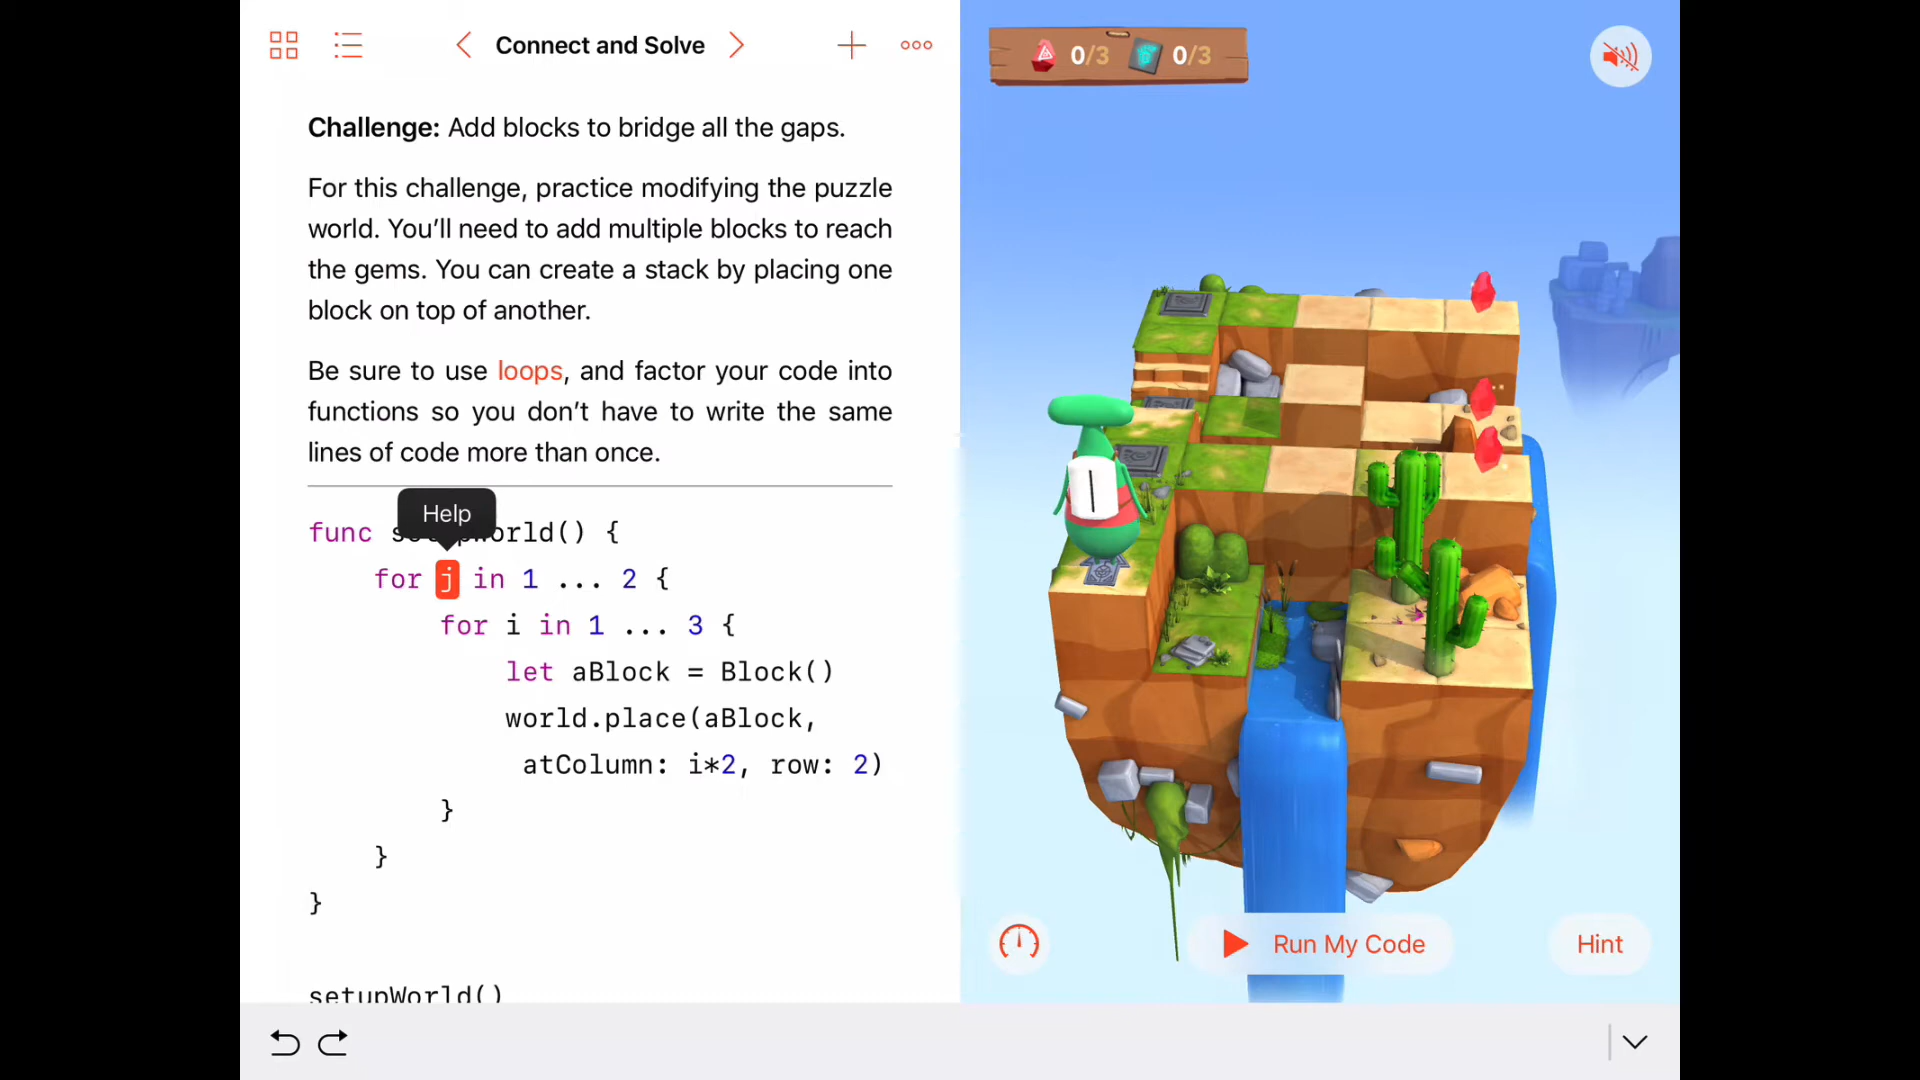 Connect and Solve
0/3 0/3
Challenge: Add blocks to bridge all the gaps.
For this challenge, practice modifying the puzzle
world. You’ll need to add multiple blocks to reach
the gems. You can create a stack by placing one
block on top of another.
Be sure to use loops, and factor your code into
functions so you don’t have to write the same
lines of code more than once.
Help
func setupWorld() {
for j in 1 ... 2 {
for i in 1 ... 3 {
let aBlock = Block()
world.place(aBlock,
atColumn: i*2, row: 2)
}
}
}
setupWorld()
Run My Code
Hint